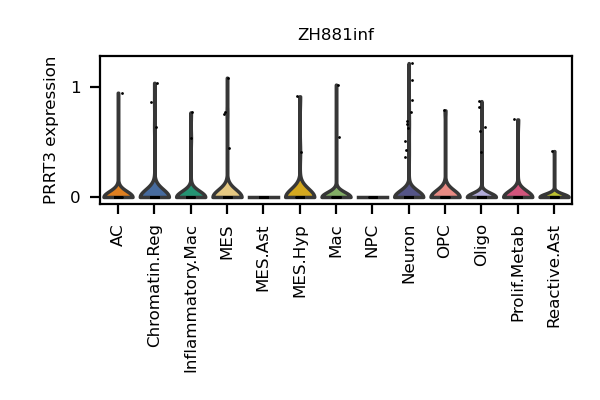 ZH881inf
PRRT3 expression
1
0
AC
Chromatin.Reg
Inflammatory.Mac
MES
MES.Ast
MES.Hyp
Mac
NPC
Neuron
OPC
Oligo
Prolif.Metab
Reactive.Ast